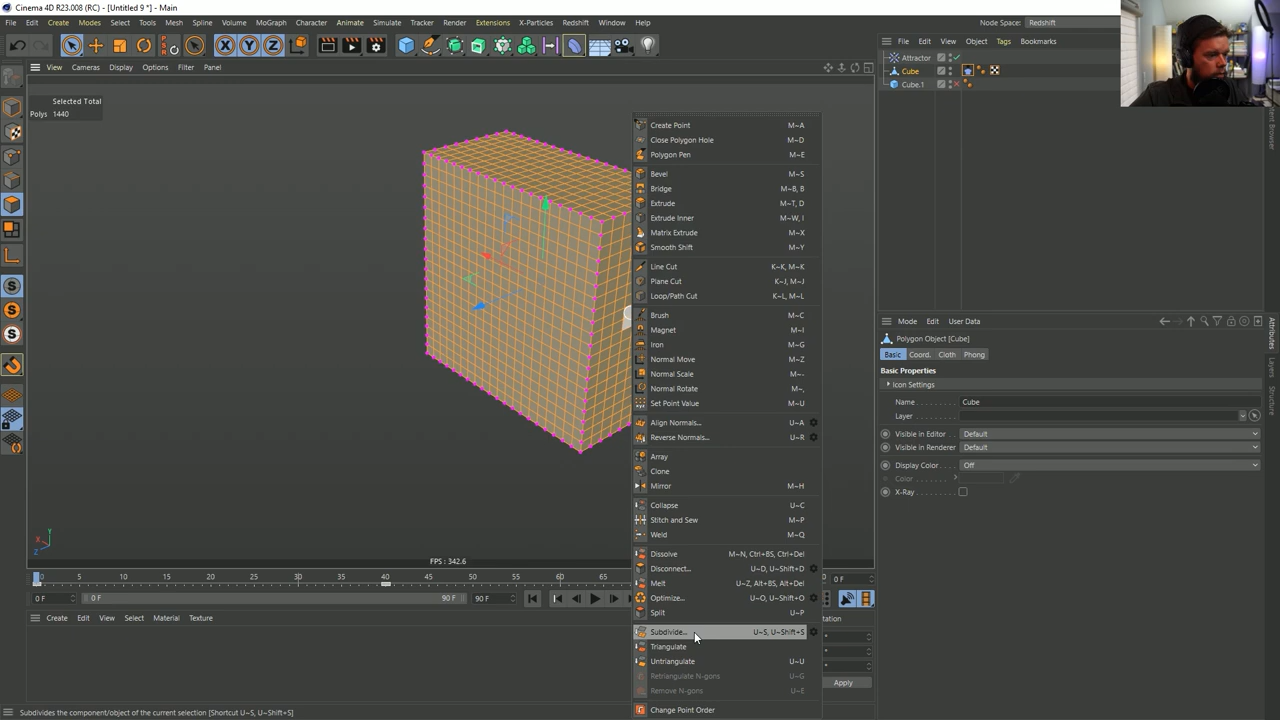 Cinema 4D R23.008 (RC) - [Untitled 9 *] - Main
File Edit Create Modes Select Tools Mesh Spline Volume MoGraph Character Animate Simulate Tracker Render Extensions X-Particles Redshift Window Help
Node Space: Redshift
View Cameras Display Options Filter Panel
File Edit View Object Tags Bookmarks
Attractor
Cube
Cube.1
Selected Total
Polys 1440
Create Point M~A
Close Polygon Hole M~D
Polygon Pen M~E
Bevel M~S
Bridge M~B, B
Extrude M~T, D
Extrude Inner M~W, I
Matrix Extrude M~X
Smooth Shift M~Y
Line Cut K~K, M~K
Plane Cut K~J, M~J
Loop/Path Cut K~L, M~L
Brush M~C
Magnet M~I
Iron M~G
Normal Move M~Z
Normal Scale M~-
Normal Rotate M~,
Set Point Value M~U
Align Normals... U~A
Reverse Normals... U~R
Array
Clone
Mirror M~H
Collapse U~C
Stitch and Sew M~P
Weld M~Q
Dissolve M~N, Ctrl+BS, Ctrl+Del
Disconnect... U~D, U~Shift+D
Melt U~Z, Alt+BS, Alt+Del
Optimize... U~O, U~Shift+O
Split U~P
Subdivide... U~S, U~Shift+S
Triangulate
Untriangulate U~U
Retriangulate N-gons U~G
Remove N-gons U~E
Change Point Order
Mode Edit User Data
Polygon Object [Cube]
Basic Coord. Cloth Phong
Basic Properties
Icon Settings
Name Cube
Layer
Visible in Editor Default
Visible in Renderer Default
Display Color Off
Color
X-Ray
Attributes
Layers
Structure
FPS : 342.6
0 5 10 15 20 25 30 35 40 45 50 55 60 65
0 F
0 F 0 F 90 F 90 F
Create Edit View Select Material Texture
Apply
Subdivides the component/object of the current selection [Shortcut U~S, U~Shift+S]